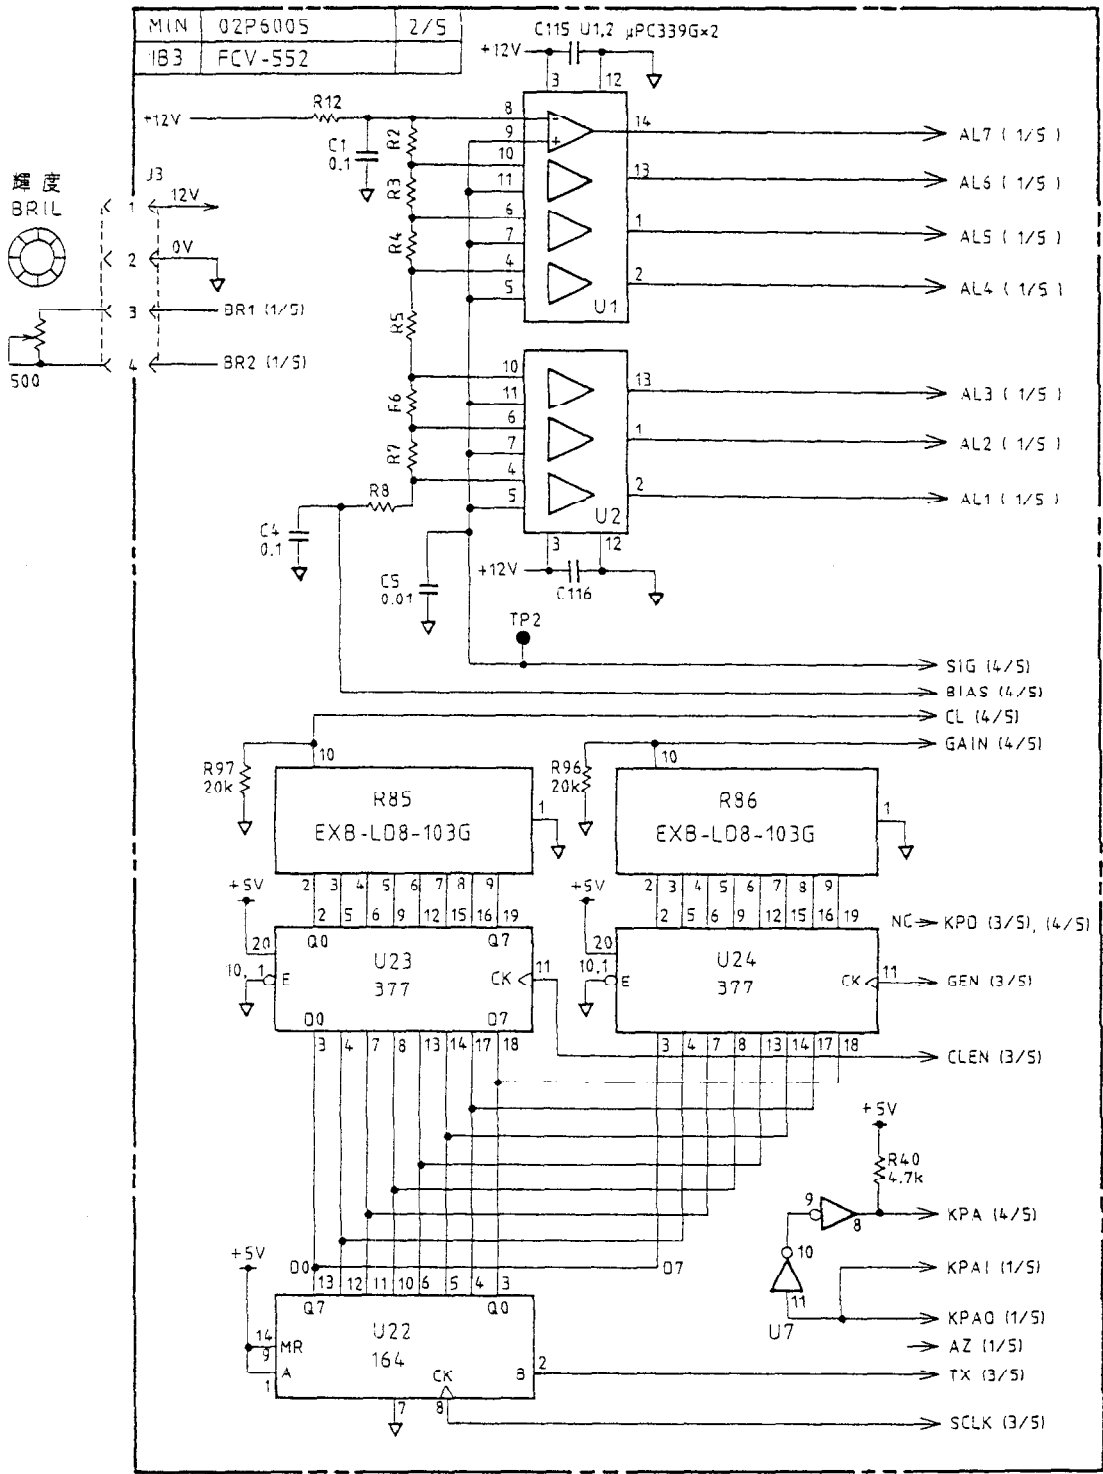 MIN 02P6005 2/5
1B3 FCV-552
C115 U1,2 µPC339G×2
+12V
3 12
R12
+12V
8 14 AL7 (1/5)
9
- +
C1
0.1
R2
10 13 AL6 (1/5)
11
R3
6 1 AL5 (1/5)
7
R4
4 2 AL4 (1/5)
5
U1
輝度
BRIL
J3
1 12V
2 0V
3 BR1 (1/5)
4 BR2 (1/5)
500
R5
10 13 AL3 (1/5)
11
R6
6 1 AL2 (1/5)
7
R7
4 2 AL1 (1/5)
5
R8
U2
C4
0.1
3 12
+12V
C116
C5
0.01
TP2
SIG (4/5)
BIAS (4/5)
CL (4/5)
GAIN (4/5)
10 10
R97
20k
R96
20k
R85
EXB-LD8-103G
1
R86
EXB-LD8-103G
1
+5V 2 3 4 5 6 7 8 9
+5V 2 3 4 5 6 7 8 9
2 5 6 9 12 15 16 19
2 5 6 9 12 15 16 19
NC KPD (3/5), (4/5)
20 Q0 Q7
20
10, 1 E U23 CK 11
377
10,1 E U24 CK 11 GEN (3/5)
377
D0 D7
3 4 7 8 13 14 17 18
3 4 7 8 13 14 17 18
CLEN (3/5)
+5V
R40
4.7k
9 8 KPA (4/5)
10
+5V
D0 D7
KPAI (1/5)
13 12 11 10 6 5 4 3
11
Q7 Q0
U7
KPAO (1/5)
U22
164
AZ (1/5)
14 MR
9
A
1
CK
B 2 TX (3/5)
7 8
SCLK (3/5)